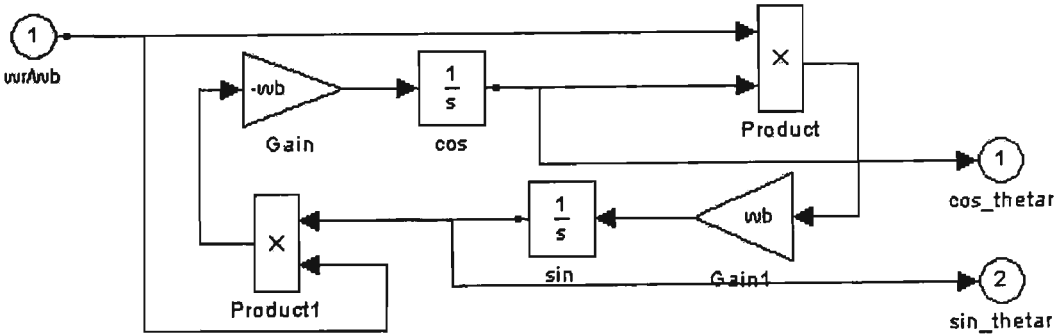 1
wr/wb
-wb
Gain
1
s
cos
×
Product
1
cos_thetar
×
Product1
1
s
sin
wb
Gain1
2
sin_thetar